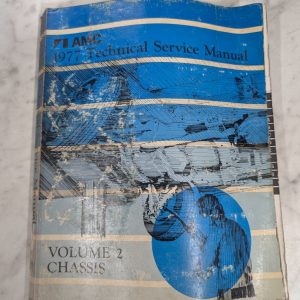 AMC
1977 Technical Service Manual
VOLUME 2
CHASSIS